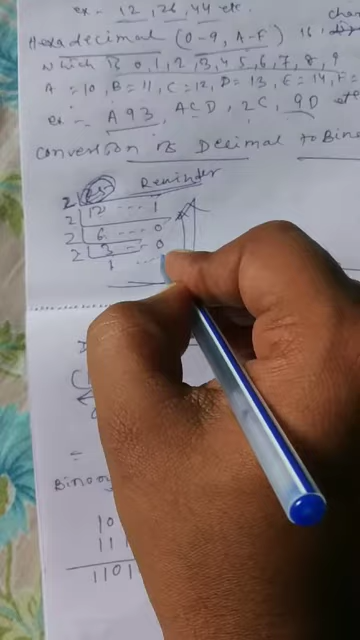 ex- 12, 26, 44 etc.
Hexadecimal (0-9, A-F) is
which is 0, 1, 2, 3, 4, 5, 6, 7, 8, 9
A = 10, B = 11, C = 12, D = 13, E = 14, F =
ex:- A93, ACD, 2C, 9D etc
Conversion is Decimal to Bina
Reminder
2 25
2 12 --- 1
2 6 --- 0
2 3 --- 0
1 ---
=
Binary
10
11
1101